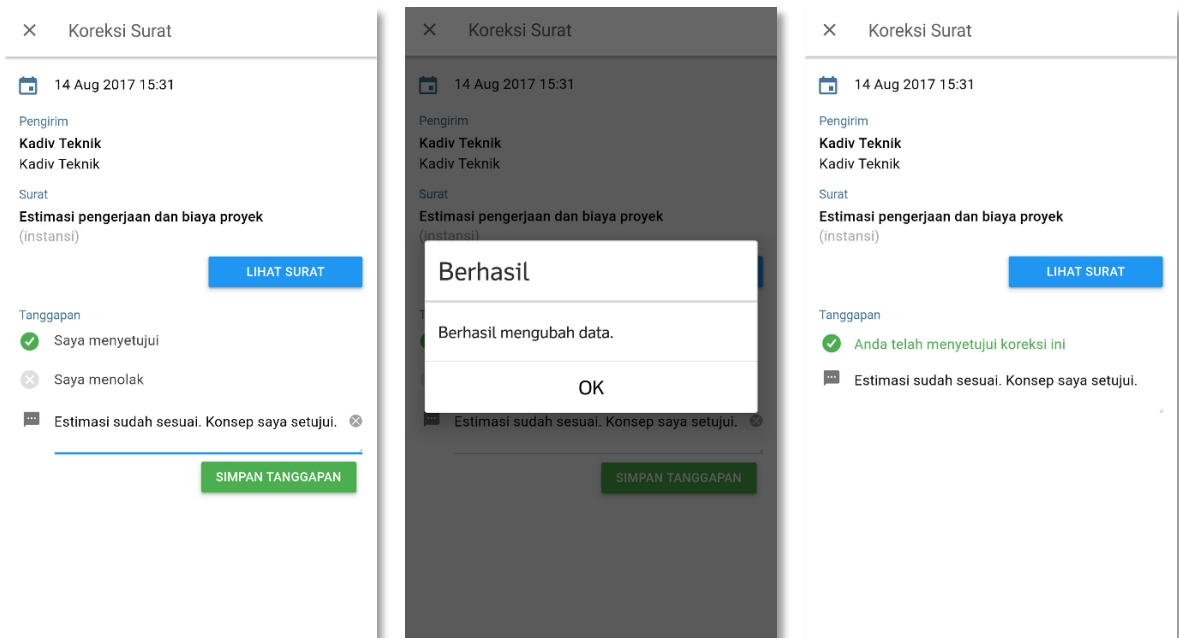 Koreksi Surat
14 Aug 2017 15:31
Pengirim
Kadiv Teknik
Kadiv Teknik
Surat
Estimasi pengerjaan dan biaya proyek
(instansi)
LIHAT SURAT
Tanggapan
Saya menyetujui
Saya menolak
Estimasi sudah sesuai. Konsep saya setujui.
SIMPAN TANGGAPAN
Koreksi Surat
14 Aug 2017 15:31
Pengirim
Kadiv Teknik
Kadiv Teknik
Surat
Estimasi pengerjaan dan biaya proyek
(instansi)
Berhasil
Berhasil mengubah data.
OK
Estimasi sudah sesuai. Konsep saya setujui.
SIMPAN TANGGAPAN
Koreksi Surat
14 Aug 2017 15:31
Pengirim
Kadiv Teknik
Kadiv Teknik
Surat
Estimasi pengerjaan dan biaya proyek
(instansi)
LIHAT SURAT
Tanggapan
Anda telah menyetujui koreksi ini
Estimasi sudah sesuai. Konsep saya setujui.